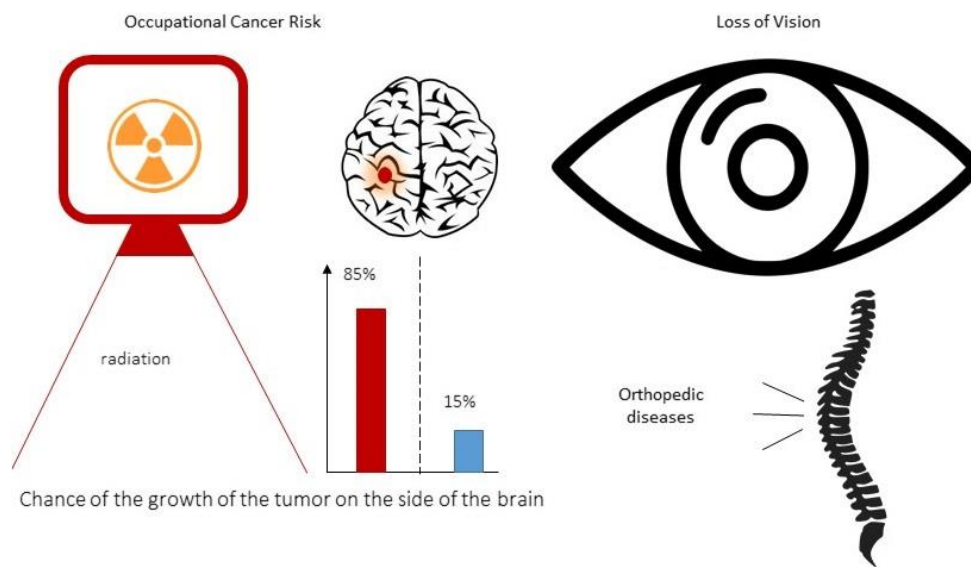 Occupational Cancer Risk
Loss of Vision
85%
radiation
15%
Orthopedic
diseases
Chance of the growth of the tumor on the side of the brain